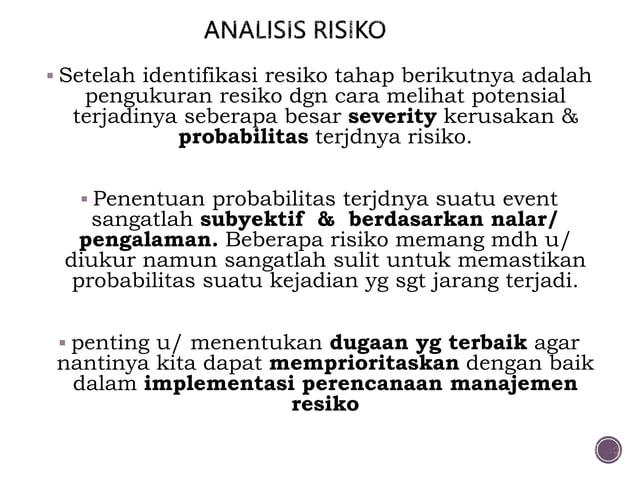 ANALISIS RISIKO
▪ Setelah identifikasi resiko tahap berikutnya adalah
pengukuran resiko dgn cara melihat potensial
terjadinya seberapa besar severity kerusakan &
probabilitas terjdnya risiko.
▪ Penentuan probabilitas terjdnya suatu event
sangatlah subyektif & berdasarkan nalar/
pengalaman. Beberapa risiko memang mdh u/
diukur namun sangatlah sulit untuk memastikan
probabilitas suatu kejadian yg sgt jarang terjadi.
▪ penting u/ menentukan dugaan yg terbaik agar
nantinya kita dapat memprioritaskan dengan baik
dalam implementasi perencanaan manajemen
resiko